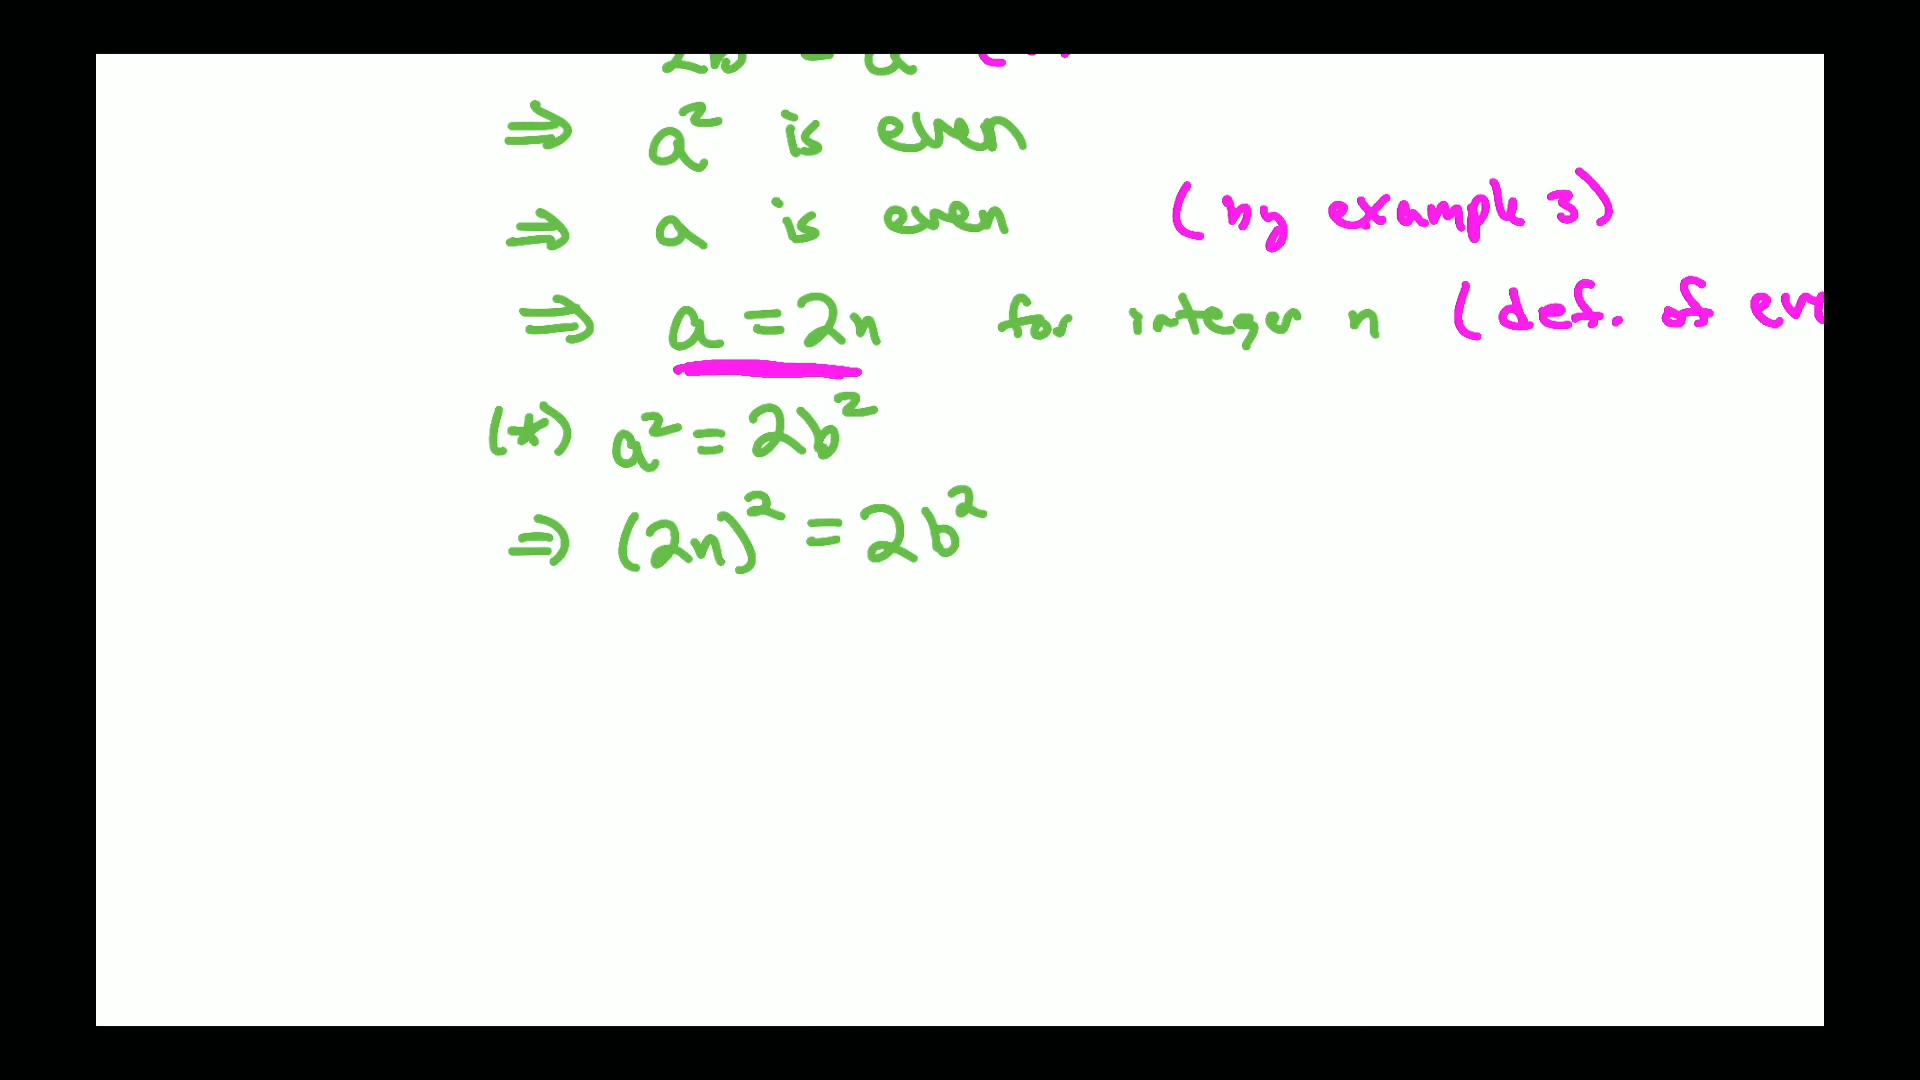 ⇒ a² is even
⇒ a is even (by example 3)
⇒ a = 2n for integer n (def. of eve
(*) a² = 2b²
⇒ (2n)² = 2b²